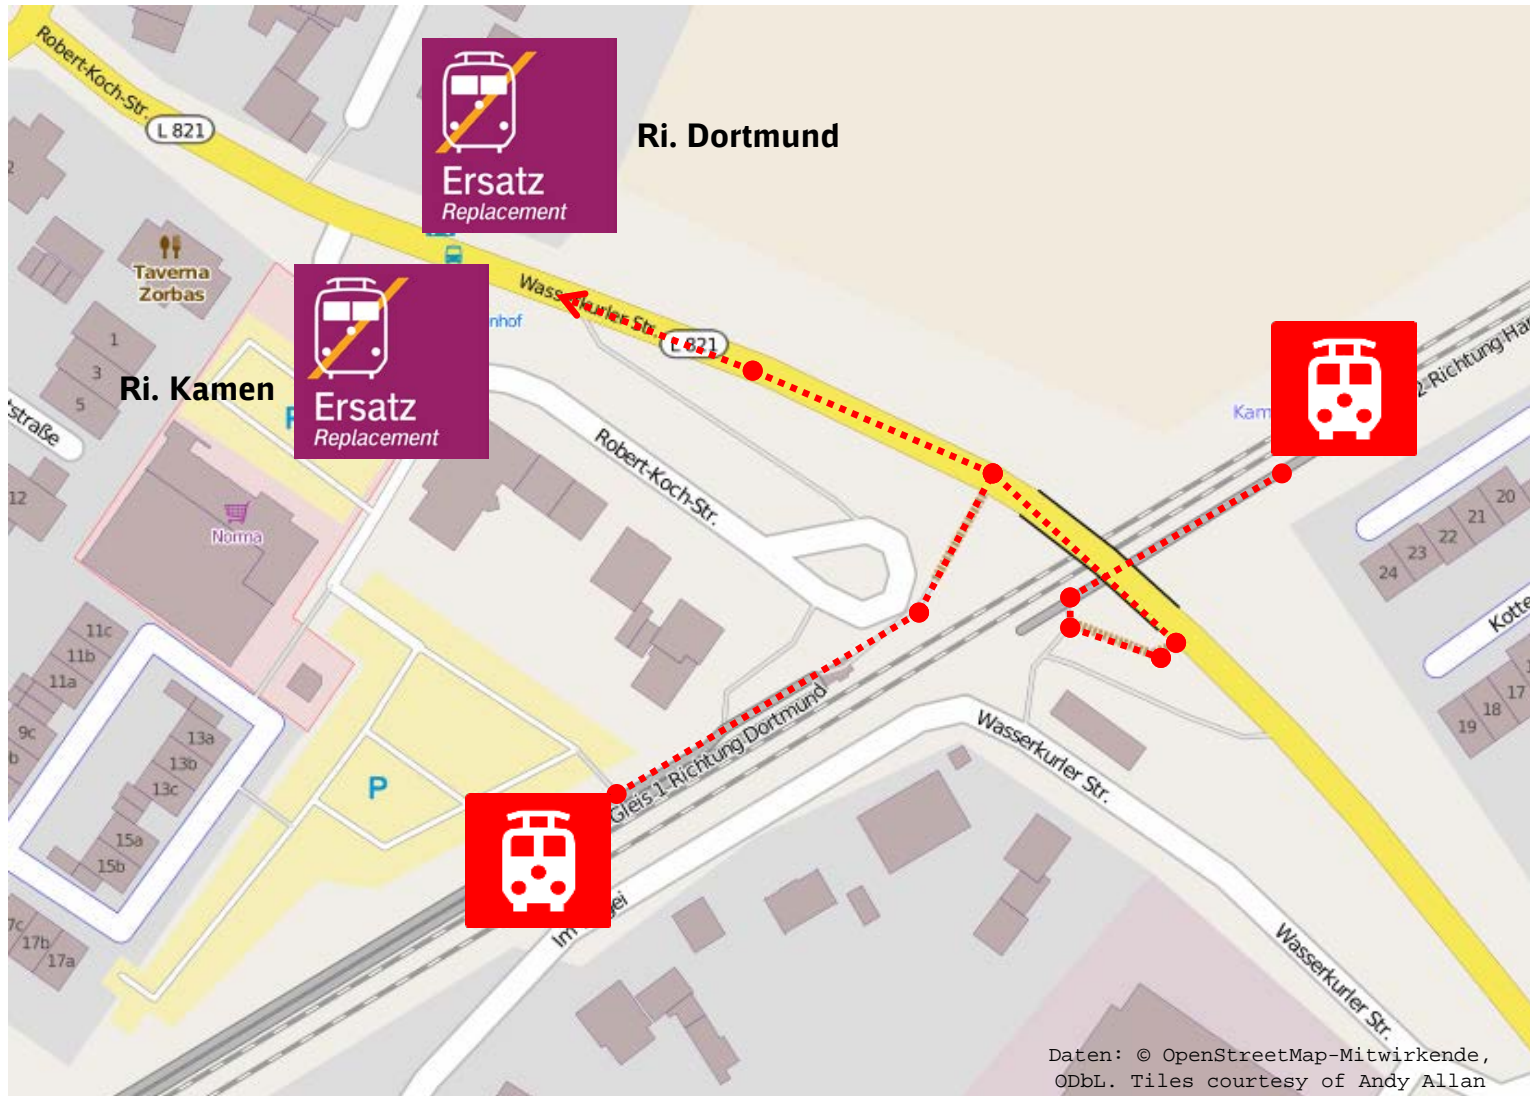 Robert-Koch-Str.
L 821
Ersatz
Replacement
Ri. Dortmund
2
Taverna
Zorbas
Wasserkurler Str.
L 821
nhof
1
3
5
Ri. Kamen
Ersatz
Replacement
P
tstraße
12
Norma
Robert-Koch-Str.
Kam
2 Richtung Ha
20
21
22
23
24
Kotte
17
18
19
11c
11b
11a
9c
b
13a
13b
13c
15a
15b
7c
17b
17a
P
Gleis 1 Richtung Dortmund
Wasserkurler Str.
Im
ei
Wasserkurler Str.
Daten: © OpenStreetMap-Mitwirkende,
ODbL. Tiles courtesy of Andy Allan